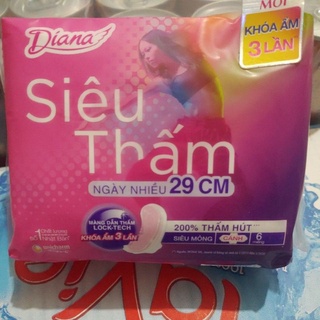 Diana
MỚI
KHÓA ẨM
3 LẦN
Siêu
Thấm
NGÀY NHIỀU 29 CM
MÀNG DẪN THẤM
LOCK-TECH
KHÓA ẨM 3 LẦN
200% THẤM HÚT
SIÊU MỎNG CÁNH 6
LaVie